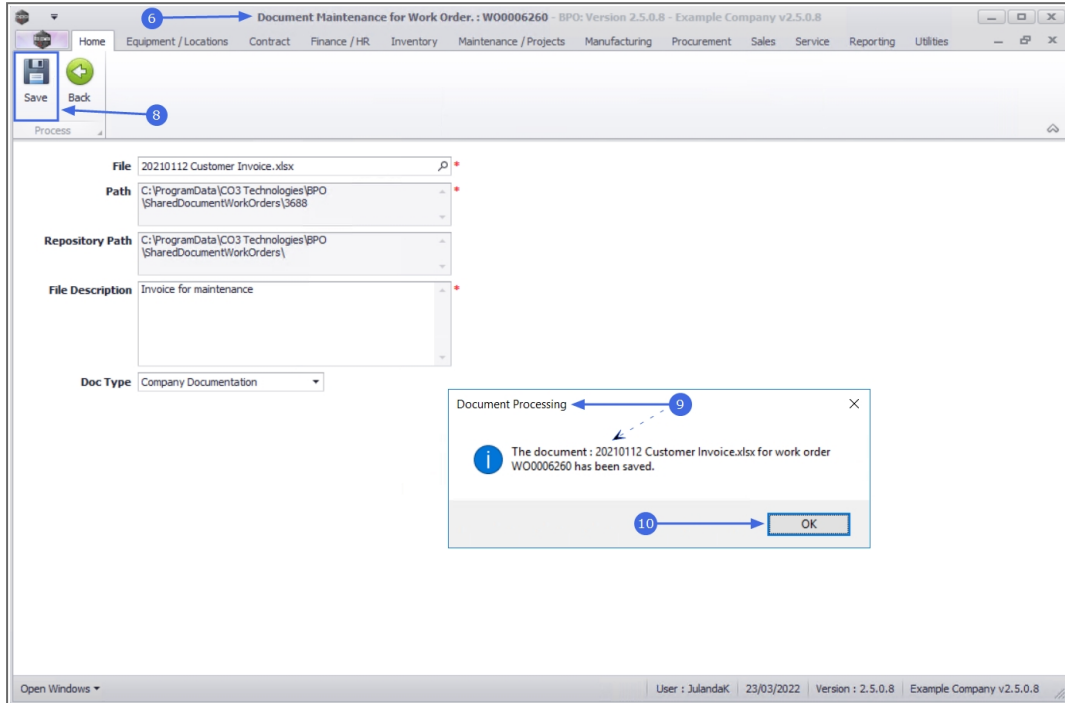 6
Document Maintenance for Work Order. : WO0006260 - BPO: Version 2.5.0.8 - Example Company v2.5.0.8
Home Equipment / Locations Contract Finance / HR Inventory Maintenance / Projects Manufacturing Procurement Sales Service Reporting Utilities
Save Back
8
Process
File 20210112 Customer Invoice.xlsx *
Path C:\ProgramData\CO3 Technologies\BPO *
\SharedDocumentWorkOrders\3688
Repository Path C:\ProgramData\CO3 Technologies\BPO
\SharedDocumentWorkOrders\
File Description Invoice for maintenance *
Doc Type Company Documentation
Document Processing 9
The document : 20210112 Customer Invoice.xlsx for work order
WO0006260 has been saved.
10 OK
Open Windows User : JulandaK 23/03/2022 Version : 2.5.0.8 Example Company v2.5.0.8